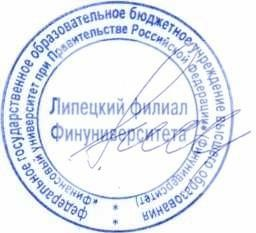 федеральное государственное образовательное бюджетное учреждение высшего образования
«Финансовый университет при Правительстве Российской Федерации» (Финуниверситет)
Липецкий филиал
Финуниверситета